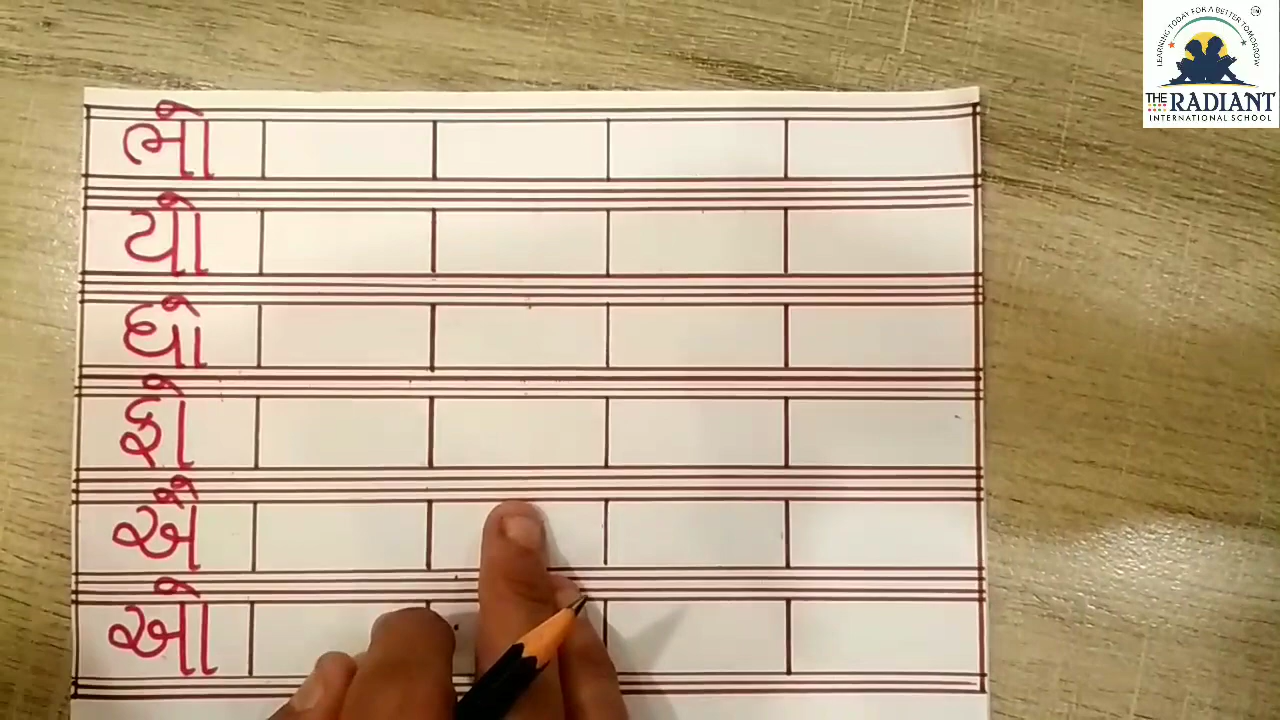 LEARNING TODAY FOR A BETTER TOMORROW
THE RADIANT
INTERNATIONAL SCHOOL
ભો
યો
ઘો
ફો
ઐ
ઓ